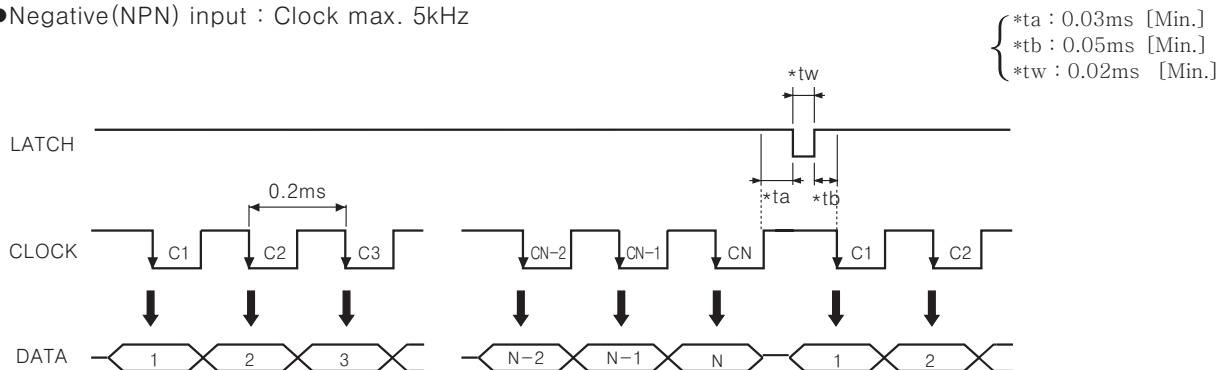 ●Negative(NPN) input : Clock max. 5kHz
*ta : 0.03ms [Min.]
*tb : 0.05ms [Min.]
*tw : 0.02ms [Min.]
*tw
LATCH
0.2ms
*ta *tb
CLOCK C1 C2 C3 CN-2 CN-1 CN C1 C2
DATA 1 2 3 N-2 N-1 N 1 2